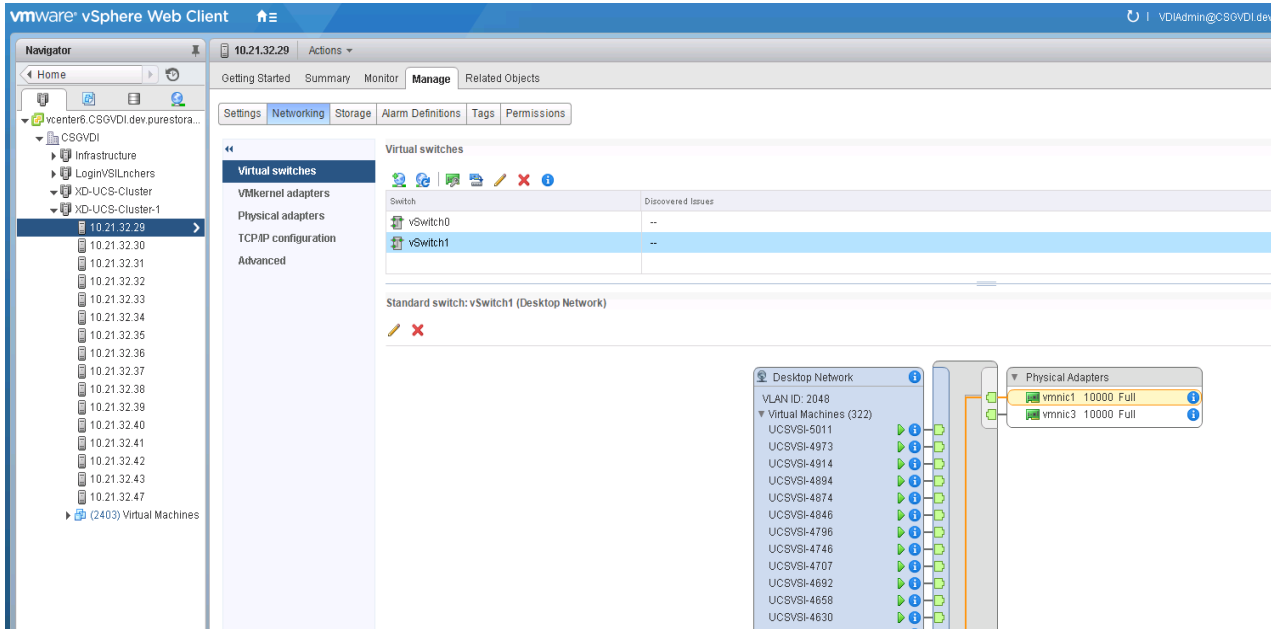 vmware® vSphere Web Client
VDIAdmin@CSGVDI.dev
Navigator
Home
vcenter6.CSGVDI.dev.purestora...
CSGVDI
Infrastructure
LoginVSILnchers
XD-UCS-Cluster
XD-UCS-Cluster-1
10.21.32.29
10.21.32.30
10.21.32.31
10.21.32.32
10.21.32.33
10.21.32.34
10.21.32.35
10.21.32.36
10.21.32.37
10.21.32.38
10.21.32.39
10.21.32.40
10.21.32.41
10.21.32.42
10.21.32.43
10.21.32.47
(2403) Virtual Machines
10.21.32.29 Actions
Getting Started Summary Monitor Manage Related Objects
Settings Networking Storage Alarm Definitions Tags Permissions
Virtual switches
VMkernel adapters
Physical adapters
TCP/IP configuration
Advanced
Virtual switches
Switch Discovered Issues
vSwitch0 --
vSwitch1 --
Standard switch: vSwitch1 (Desktop Network)
Desktop Network
VLAN ID: 2048
Virtual Machines (322)
UCSVSI-5011
UCSVSI-4973
UCSVSI-4914
UCSVSI-4894
UCSVSI-4874
UCSVSI-4846
UCSVSI-4796
UCSVSI-4746
UCSVSI-4707
UCSVSI-4692
UCSVSI-4658
UCSVSI-4630
Physical Adapters
vmnic1 10000 Full
vmnic3 10000 Full